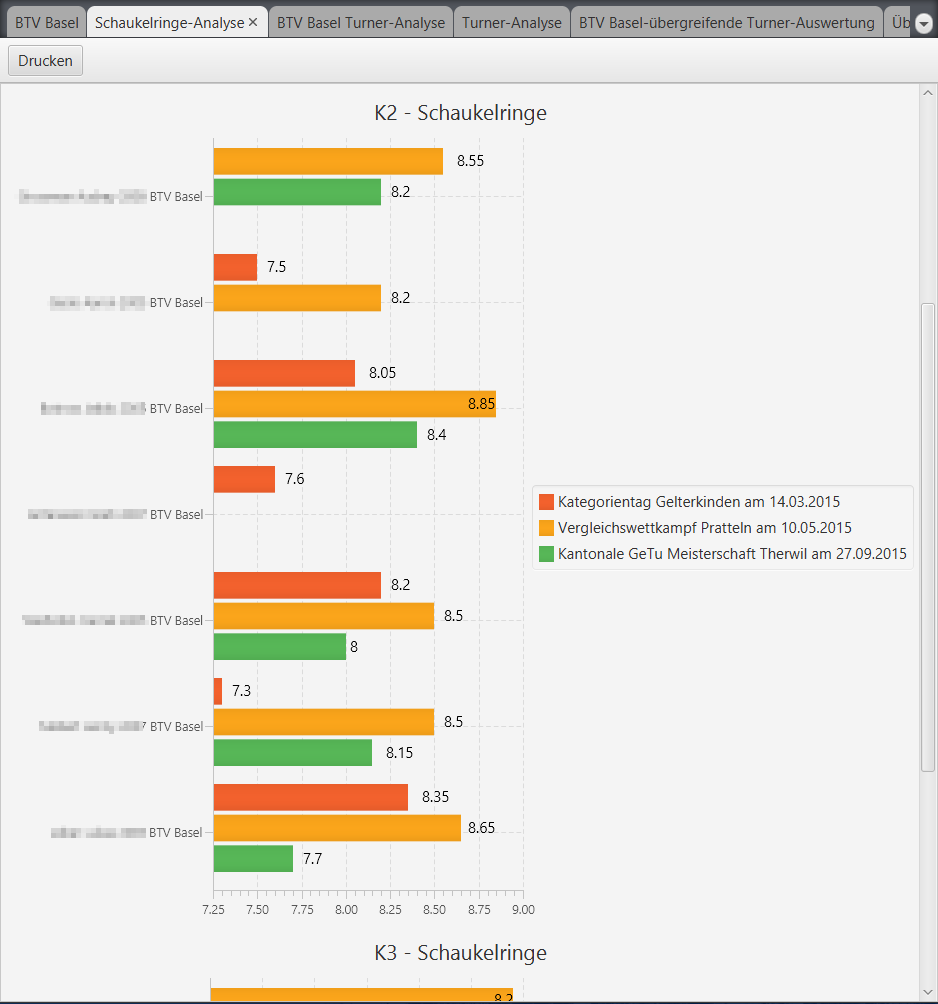 BTV Basel
Schaukelringe-Analyse ×
BTV Basel Turner-Analyse
Turner-Analyse
BTV Basel-übergreifende Turner-Auswertung
Üb
Drucken
K2 - Schaukelringe
8.55
BTV Basel
8.2
7.5
BTV Basel
8.2
8.05
BTV Basel
8.85
8.4
7.6
BTV Basel
8.2
BTV Basel
8.5
8
7.3
BTV Basel
8.5
8.15
8.35
BTV Basel
8.65
7.7
7.25 7.50 7.75 8.00 8.25 8.50 8.75 9.00
Kategorientag Gelterkinden am 14.03.2015
Vergleichswettkampf Pratteln am 10.05.2015
Kantonale GeTu Meisterschaft Therwil am 27.09.2015
K3 - Schaukelringe
8.2